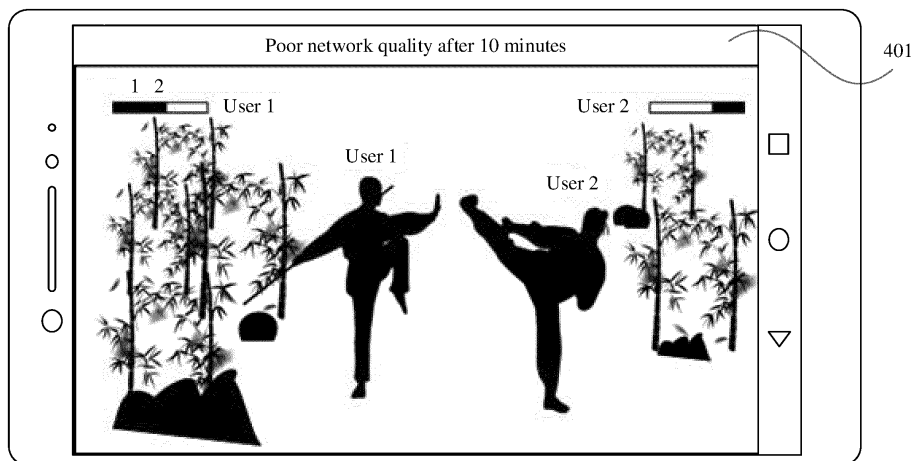 Poor network quality after 10 minutes
401
1 2
User 1
User 2
User 1
User 2